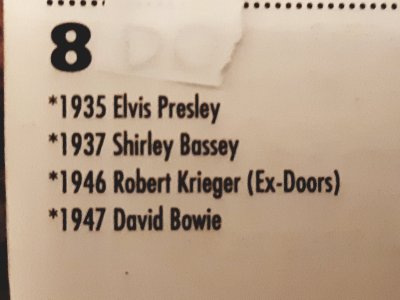 8
*1935 Elvis Presley
*1937 Shirley Bassey
*1946 Robert Krieger (Ex-Doors)
*1947 David Bowie